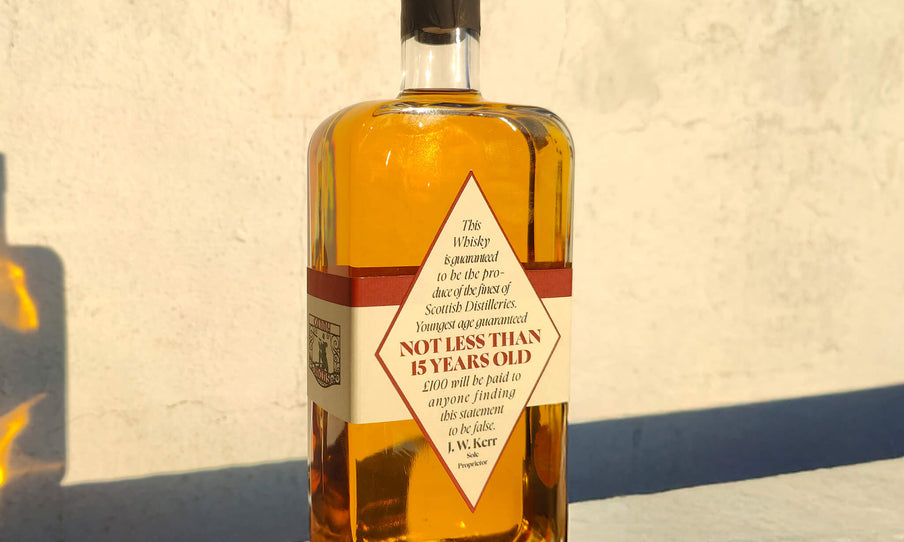 This
Whisky
is guaranteed
to be the pro-
duce of the finest of
Scottish Distilleries.
Youngest age guaranteed
NOT LESS THAN
15 YEARS OLD
£100 will be paid to
anyone finding
this statement
to be false.
J. W. Kerr
Sole
Proprietor